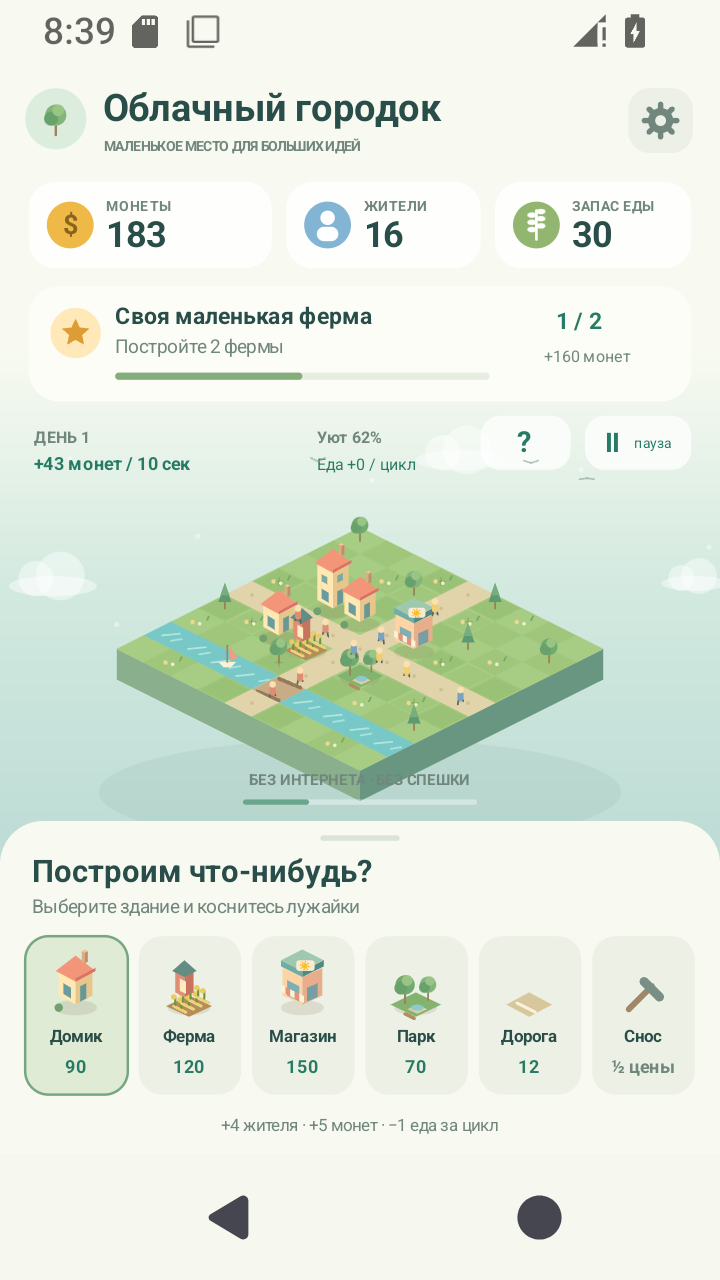 8:39
Облачный городок
МАЛЕНЬКОЕ МЕСТО ДЛЯ БОЛЬШИХ ИДЕЙ
МОНЕТЫ
183
ЖИТЕЛИ
16
ЗАПАС ЕДЫ
30
Своя маленькая ферма
Постройте 2 фермы
1 / 2
+160 монет
ДЕНЬ 1
+43 монет / 10 сек
Уют 62%
Еда +0 / цикл
?
пауза
БЕЗ ИНТЕРНЕТА · БЕЗ СПЕШКИ
Построим что-нибудь?
Выберите здание и коснитесь лужайки
Домик
90
Ферма
120
Магазин
150
Парк
70
Дорога
12
Снос
½ цены
+4 жителя · +5 монет · −1 еда за цикл